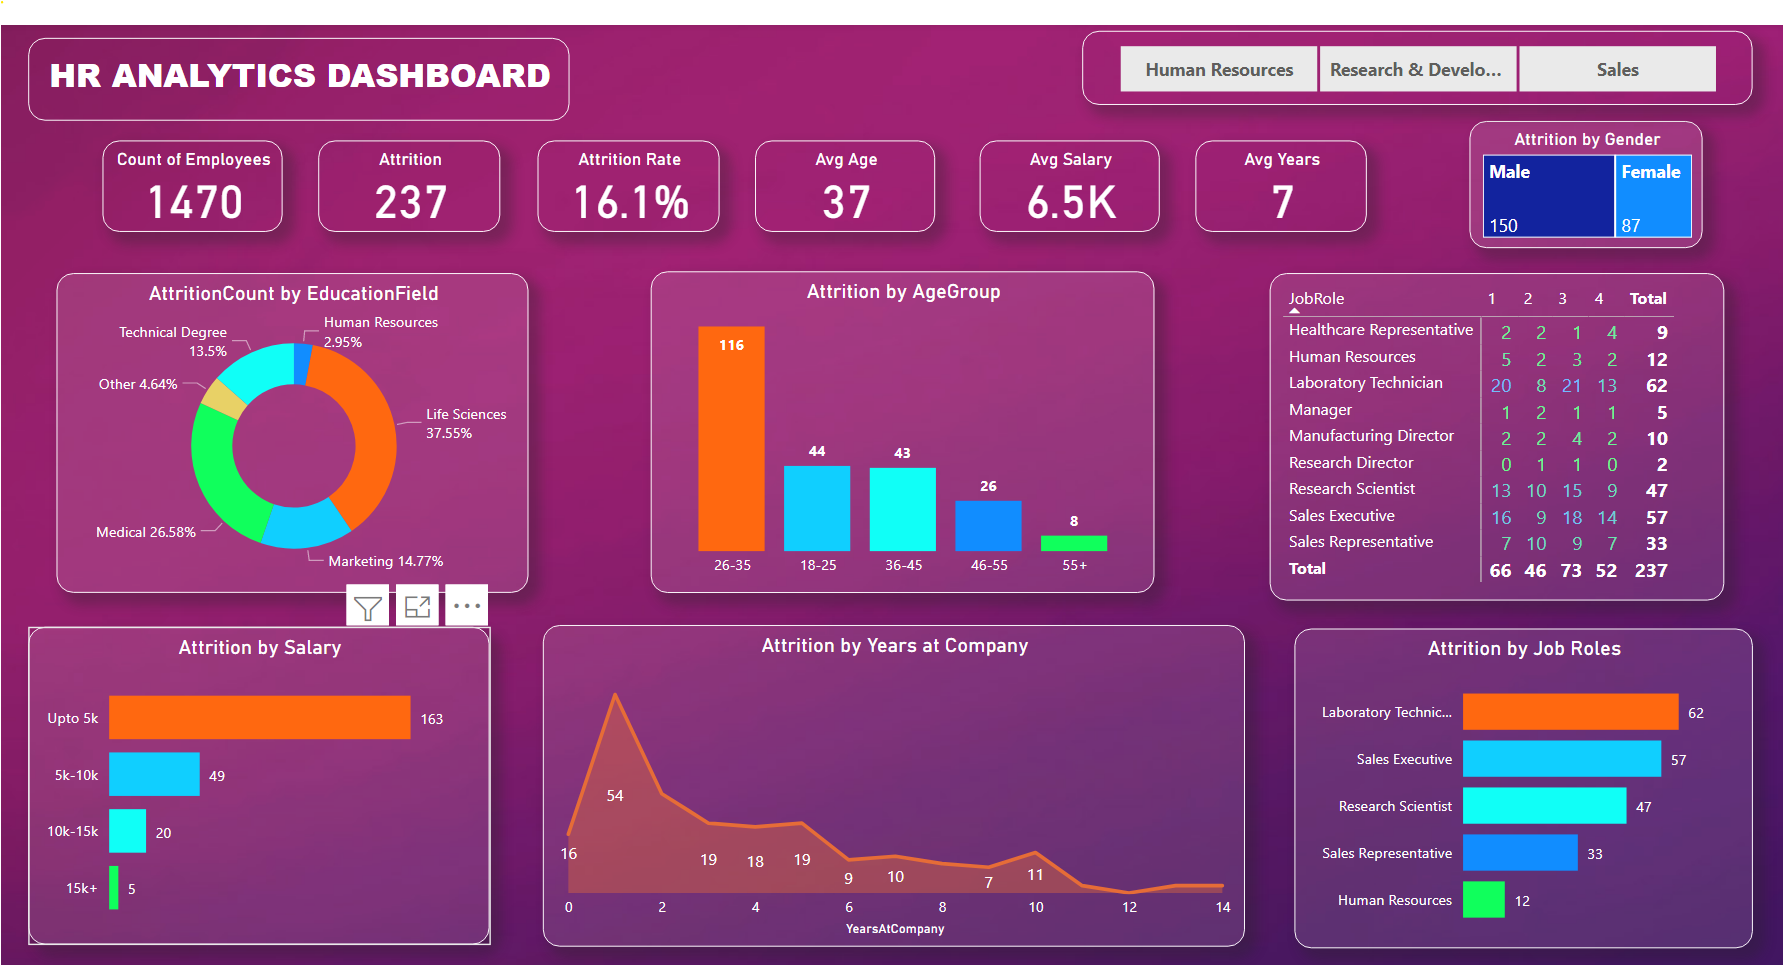 HR ANALYTICS DASHBOARD
Human Resources
Research & Develo...
Sales
Count of Employees
1470
Attrition
237
Attrition Rate
16.1%
Avg Age
37
Avg Salary
6.5K
Avg Years
7
Attrition by Gender
Male
150
Female
87
AttritionCount by EducationField
Human Resources
2.95%
Life Sciences
37.55%
Marketing 14.77%
Medical 26.58%
Other 4.64%
Technical Degree
13.5%
Attrition by AgeGroup
116
44
43
26
8
26-35
18-25
36-45
46-55
55+
JobRole 1 2 3 4 Total
Healthcare Representative 2 2 1 4 9
Human Resources 5 2 3 2 12
Laboratory Technician 20 8 21 13 62
Manager 1 2 1 1 5
Manufacturing Director 2 2 4 2 10
Research Director 0 1 1 0 2
Research Scientist 13 10 15 9 47
Sales Executive 16 9 18 14 57
Sales Representative 7 10 9 7 33
Total 66 46 73 52 237
Attrition by Salary
Upto 5k 163
5k-10k 49
10k-15k 20
15k+ 5
Attrition by Years at Company
16
54
19
18
19
9
10
7
11
0 2 4 6 8 10 12 14
YearsAtCompany
Attrition by Job Roles
Laboratory Technic... 62
Sales Executive 57
Research Scientist 47
Sales Representative 33
Human Resources 12